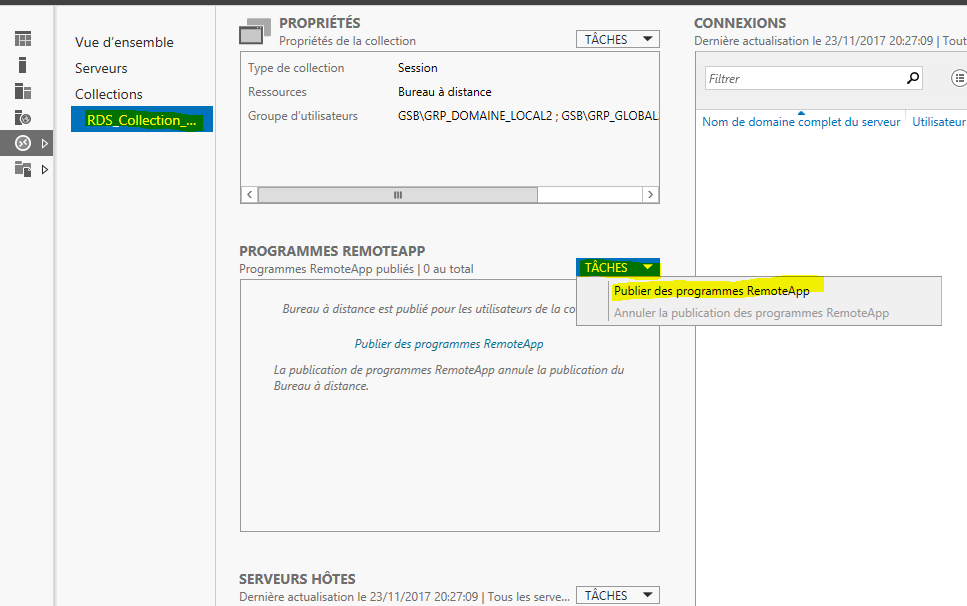 Vue d'ensemble
Serveurs
Collections
RDS_Collection_...
PROPRIÉTÉS
Propriétés de la collection
TÂCHES
Type de collection Session
Ressources Bureau à distance
Groupe d'utilisateurs GSB\GRP_DOMAINE_LOCAL2 ; GSB\GRP_GLOBAL
PROGRAMMES REMOTEAPP
Programmes RemoteApp publiés | 0 au total
TÂCHES
Publier des programmes RemoteApp
Annuler la publication des programmes RemoteApp
Bureau à distance est publié pour les utilisateurs de la co
Publier des programmes RemoteApp
La publication de programmes RemoteApp annule la publication du
Bureau à distance.
SERVEURS HÔTES
Dernière actualisation le 23/11/2017 20:27:09 | Tous les serve...
TÂCHES
CONNEXIONS
Dernière actualisation le 23/11/2017 20:27:09 | Tout
Filtrer
Nom de domaine complet du serveur Utilisateur